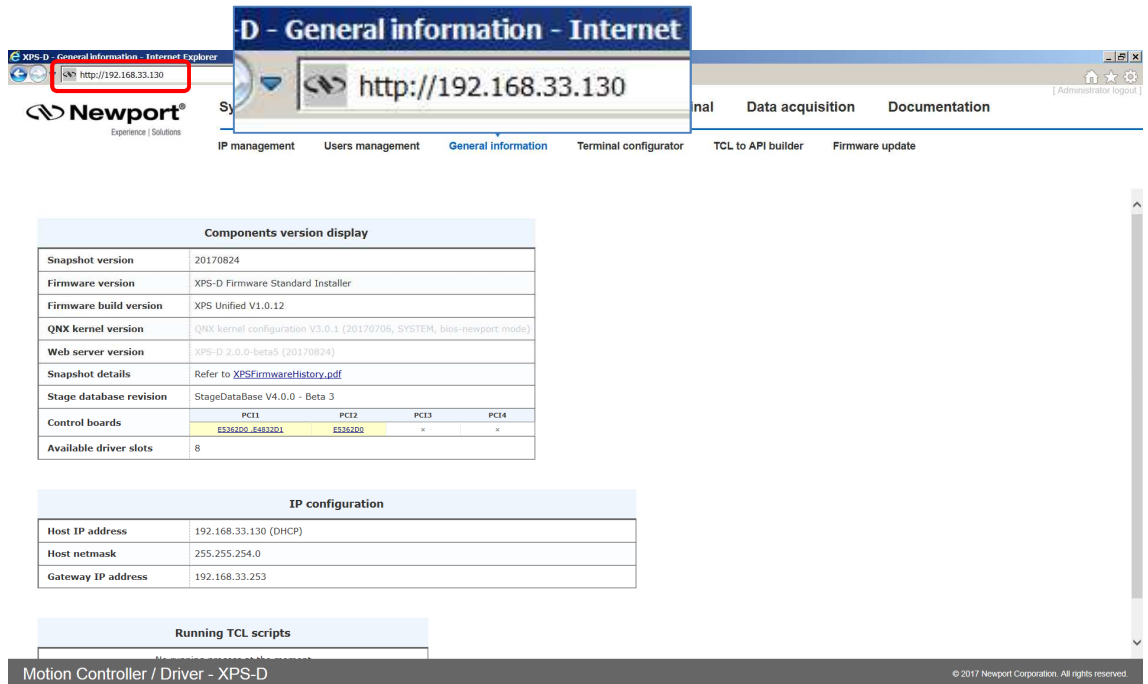 -D - General information - Internet
http://192.168.33.130
XPS-D - General information - Internet Explorer
http://192.168.33.130
[ Administrator logout ]
Newport®
Experience | Solutions
Data acquisition Documentation
IP management Users management General information Terminal configurator TCL to API builder Firmware update
Components version display
Snapshot version 20170824
Firmware version XPS-D Firmware Standard Installer
Firmware build version XPS Unified V1.0.12
QNX kernel version QNX kernel configuration V3.0.1 (20170706, SYSTEM, bios-newport mode)
Web server version XPS-D 2.0.0-beta5 (20170824)
Snapshot details Refer to XPSFirmwareHistory.pdf
Stage database revision StageDataBase V4.0.0 - Beta 3
Control boards PCI1 PCI2 PCI3 PCI4
E5362D0 ,E4832D1 E5362D0 × ×
Available driver slots 8
IP configuration
Host IP address 192.168.33.130 (DHCP)
Host netmask 255.255.254.0
Gateway IP address 192.168.33.253
Running TCL scripts
Motion Controller / Driver - XPS-D
© 2017 Newport Corporation. All rights reserved.